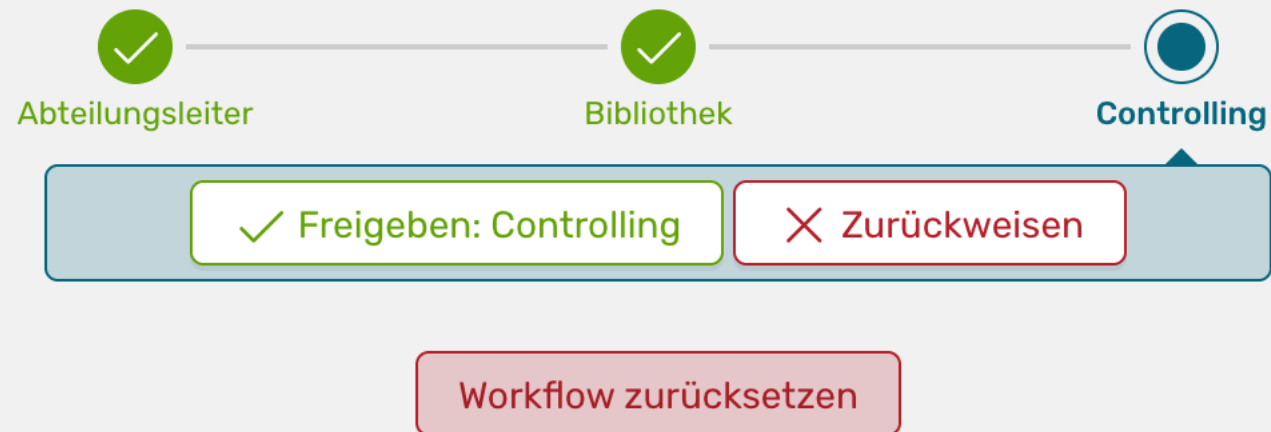 Abteilungsleiter Bibliothek Controlling
Freigeben: Controlling Zurückweisen
Workflow zurücksetzen